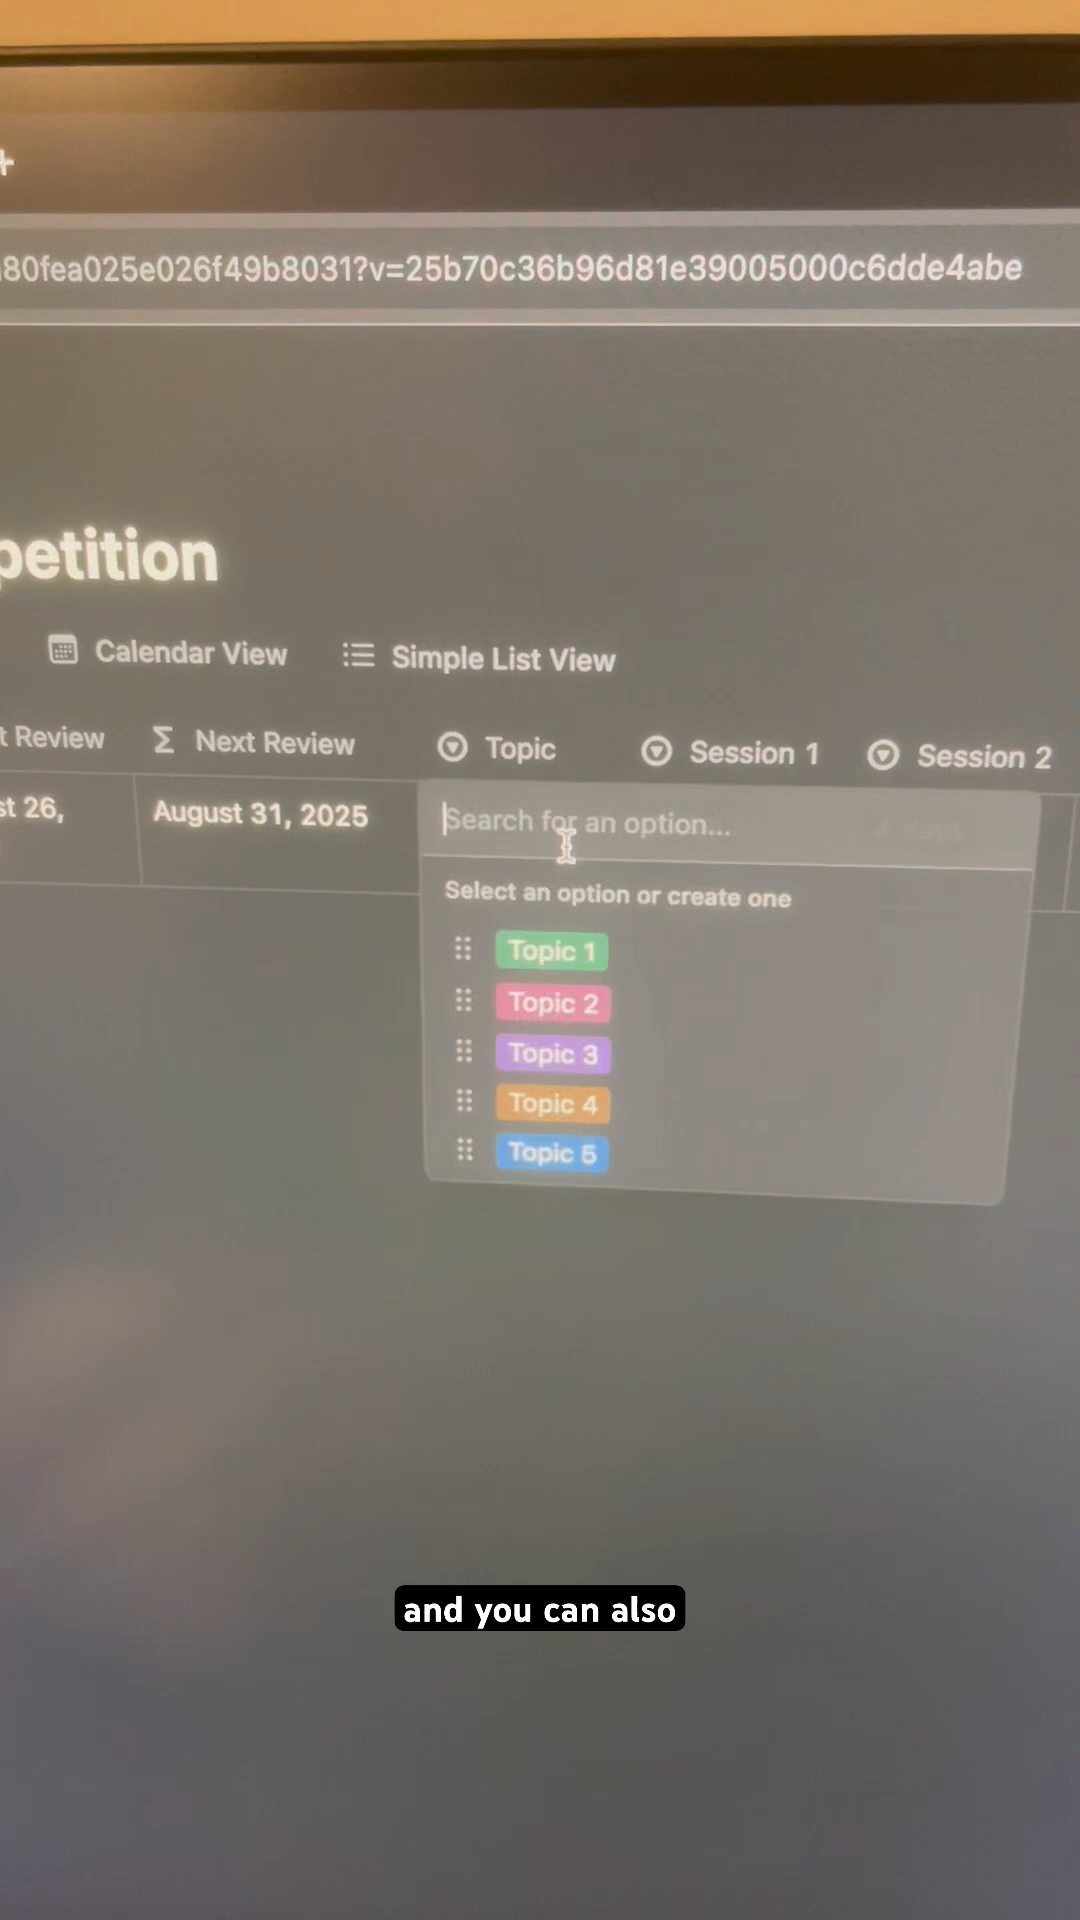 +
80fea025e026f49b8031?v=25b70c36b96d81e39005000c6dde4abe
petition
Calendar View Simple List View
t Review Σ Next Review Topic Session 1 Session 2
st 26, August 31, 2025 Search for an option...
Select an option or create one
Topic 1
Topic 2
Topic 3
Topic 4
Topic 5
and you can also